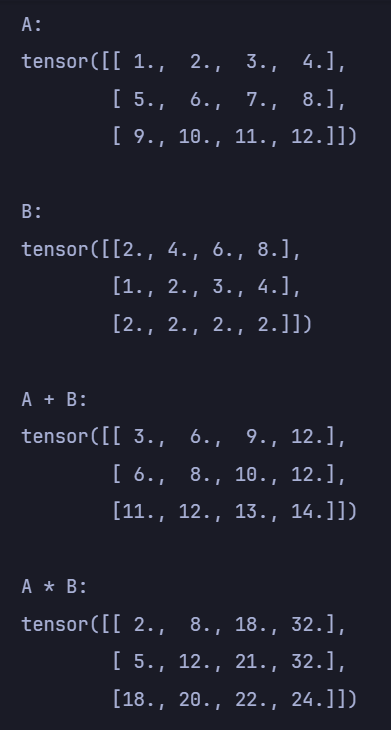 A:
tensor([[ 1.,  2.,  3.,  4.],
        [ 5.,  6.,  7.,  8.],
        [ 9., 10., 11., 12.]])

B:
tensor([[2., 4., 6., 8.],
        [1., 2., 3., 4.],
        [2., 2., 2., 2.]])

A + B:
tensor([[ 3.,  6.,  9., 12.],
        [ 6.,  8., 10., 12.],
        [11., 12., 13., 14.]])

A * B:
tensor([[ 2.,  8., 18., 32.],
        [ 5., 12., 21., 32.],
        [18., 20., 22., 24.]])